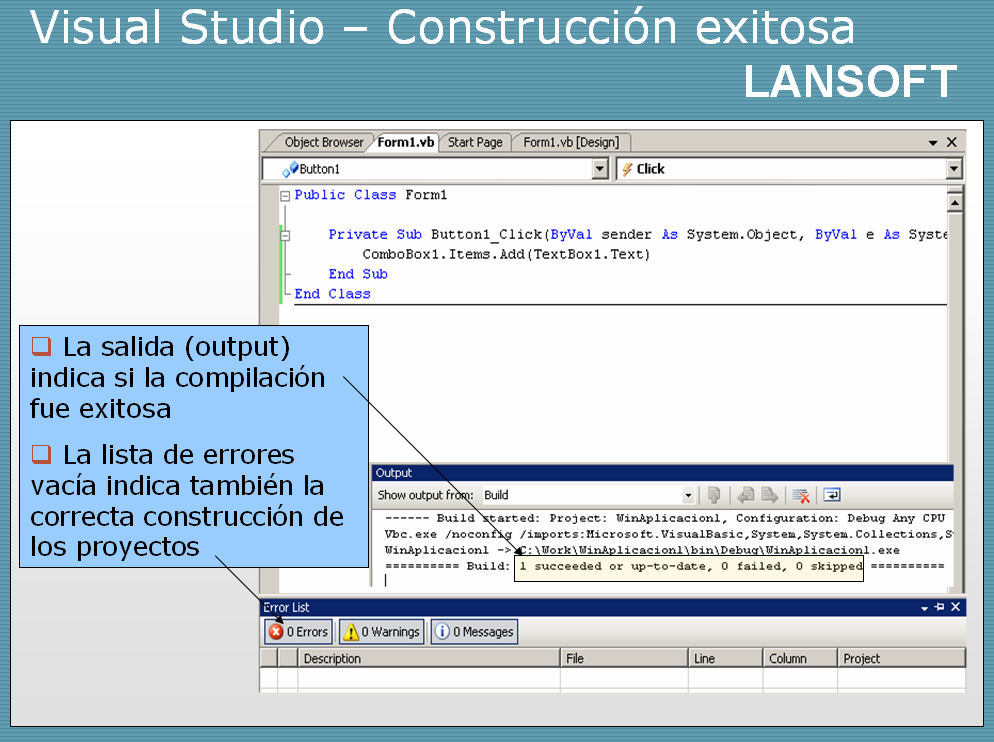 Visual Studio – Construcción exitosa
LANSOFT
Object Browser Form1.vb Start Page Form1.vb [Design]
Button1 Click
Public Class Form1
Private Sub Button1_Click(ByVal sender As System.Object, ByVal e As Syste
ComboBox1.Items.Add(TextBox1.Text)
End Sub
End Class
La salida (output)
indica si la compilación
fue exitosa
La lista de errores
vacía indica también la
correcta construcción de
los proyectos
Output
Show output from: Build
------ Build started: Project: WinAplicacion1, Configuration: Debug Any CPU
Vbc.exe /noconfig /imports:Microsoft.VisualBasic,System,System.Collections,S
WinAplicacion1 -> C:\Work\WinAplicacion1\bin\Debug\WinAplicacion1.exe
========== Build: 1 succeeded or up-to-date, 0 failed, 0 skipped ==========
Error List
0 Errors 0 Warnings 0 Messages
Description File Line Column Project